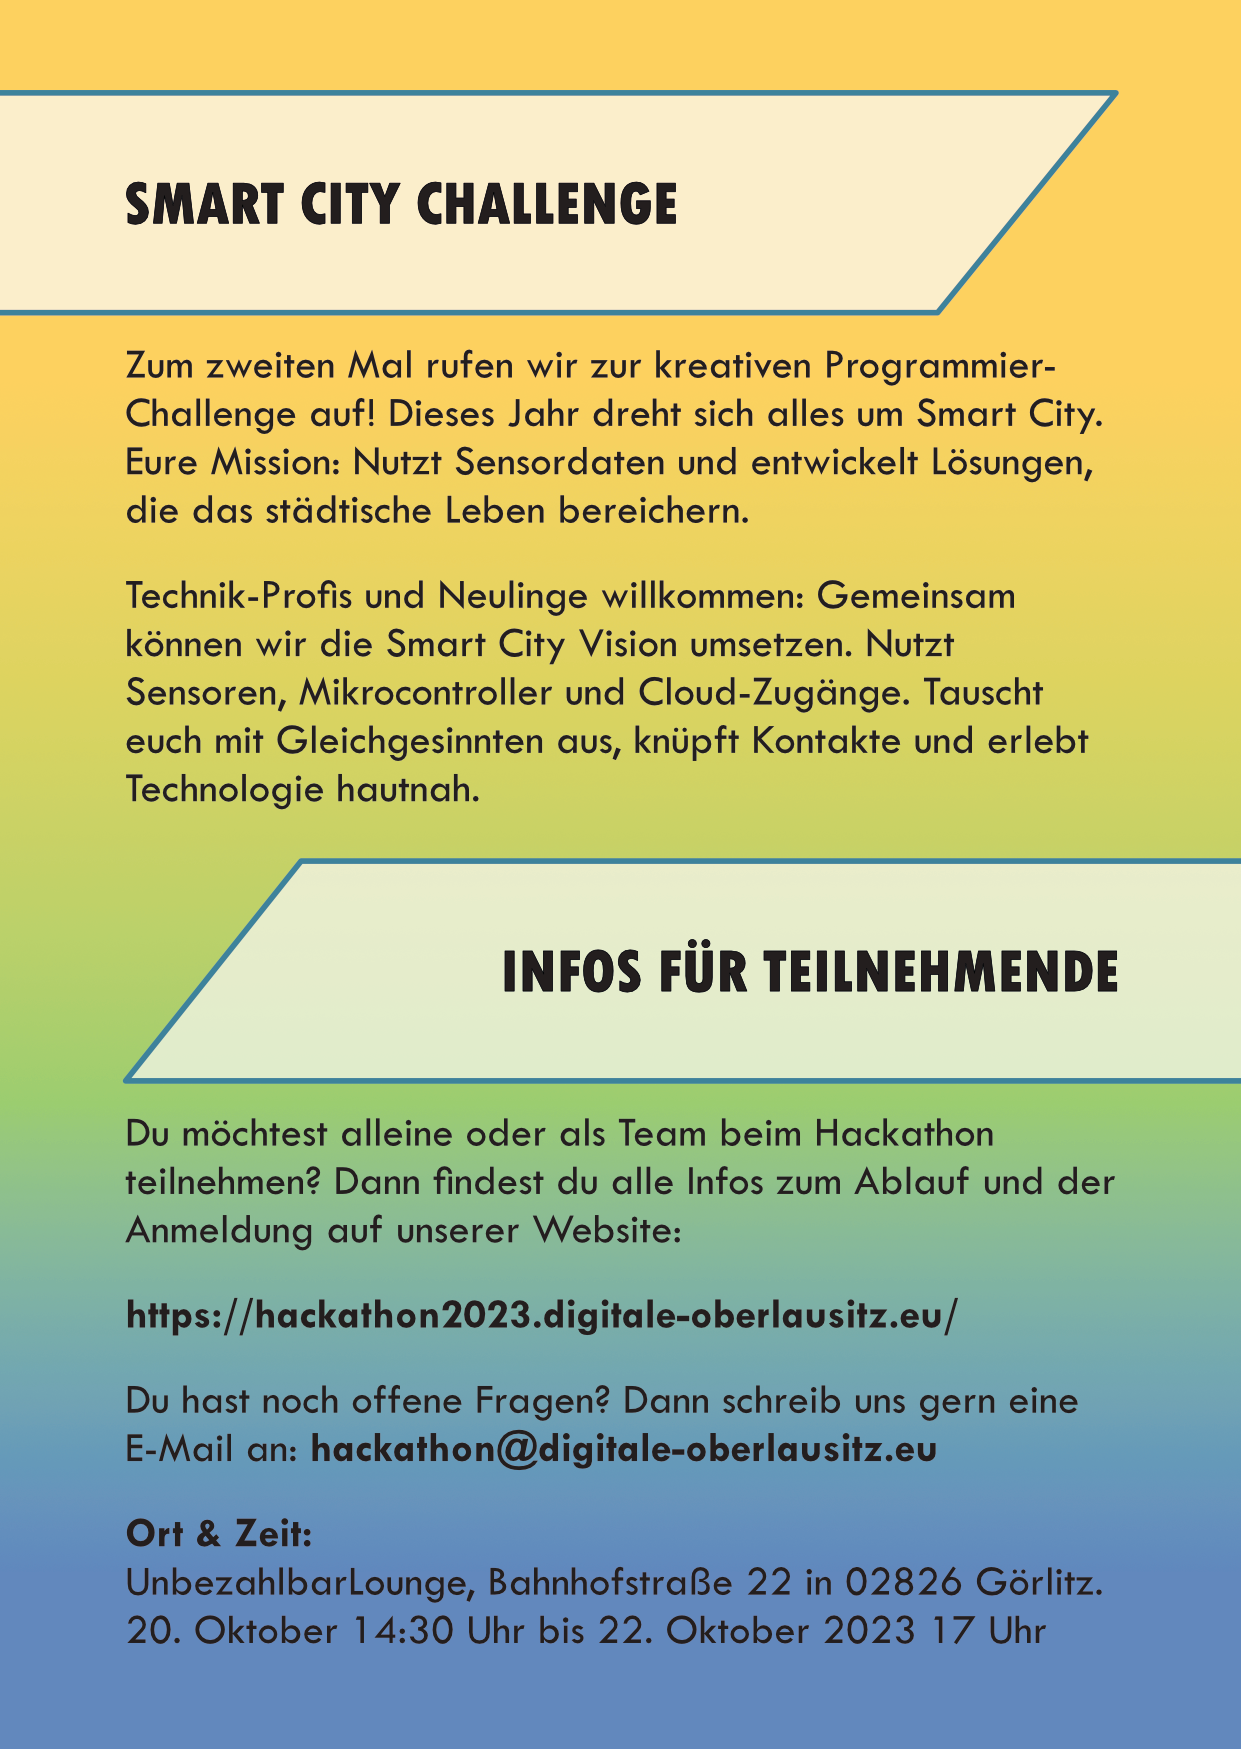 SMART CITY CHALLENGE
Zum zweiten Mal rufen wir zur kreativen Programmier-
Challenge auf! Dieses Jahr dreht sich alles um Smart City.
Eure Mission: Nutzt Sensordaten und entwickelt Lösungen,
die das städtische Leben bereichern.
Technik-Profis und Neulinge willkommen: Gemeinsam
können wir die Smart City Vision umsetzen. Nutzt
Sensoren, Mikrocontroller und Cloud-Zugänge. Tauscht
euch mit Gleichgesinnten aus, knüpft Kontakte und erlebt
Technologie hautnah.
INFOS FÜR TEILNEHMENDE
Du möchtest alleine oder als Team beim Hackathon
teilnehmen? Dann findest du alle Infos zum Ablauf und der
Anmeldung auf unserer Website:
https://hackathon2023.digitale-oberlausitz.eu/
Du hast noch offene Fragen? Dann schreib uns gern eine
E-Mail an: hackathon@digitale-oberlausitz.eu
Ort & Zeit:
UnbezahlbarLounge, Bahnhofstraße 22 in 02826 Görlitz.
20. Oktober 14:30 Uhr bis 22. Oktober 2023 17 Uhr